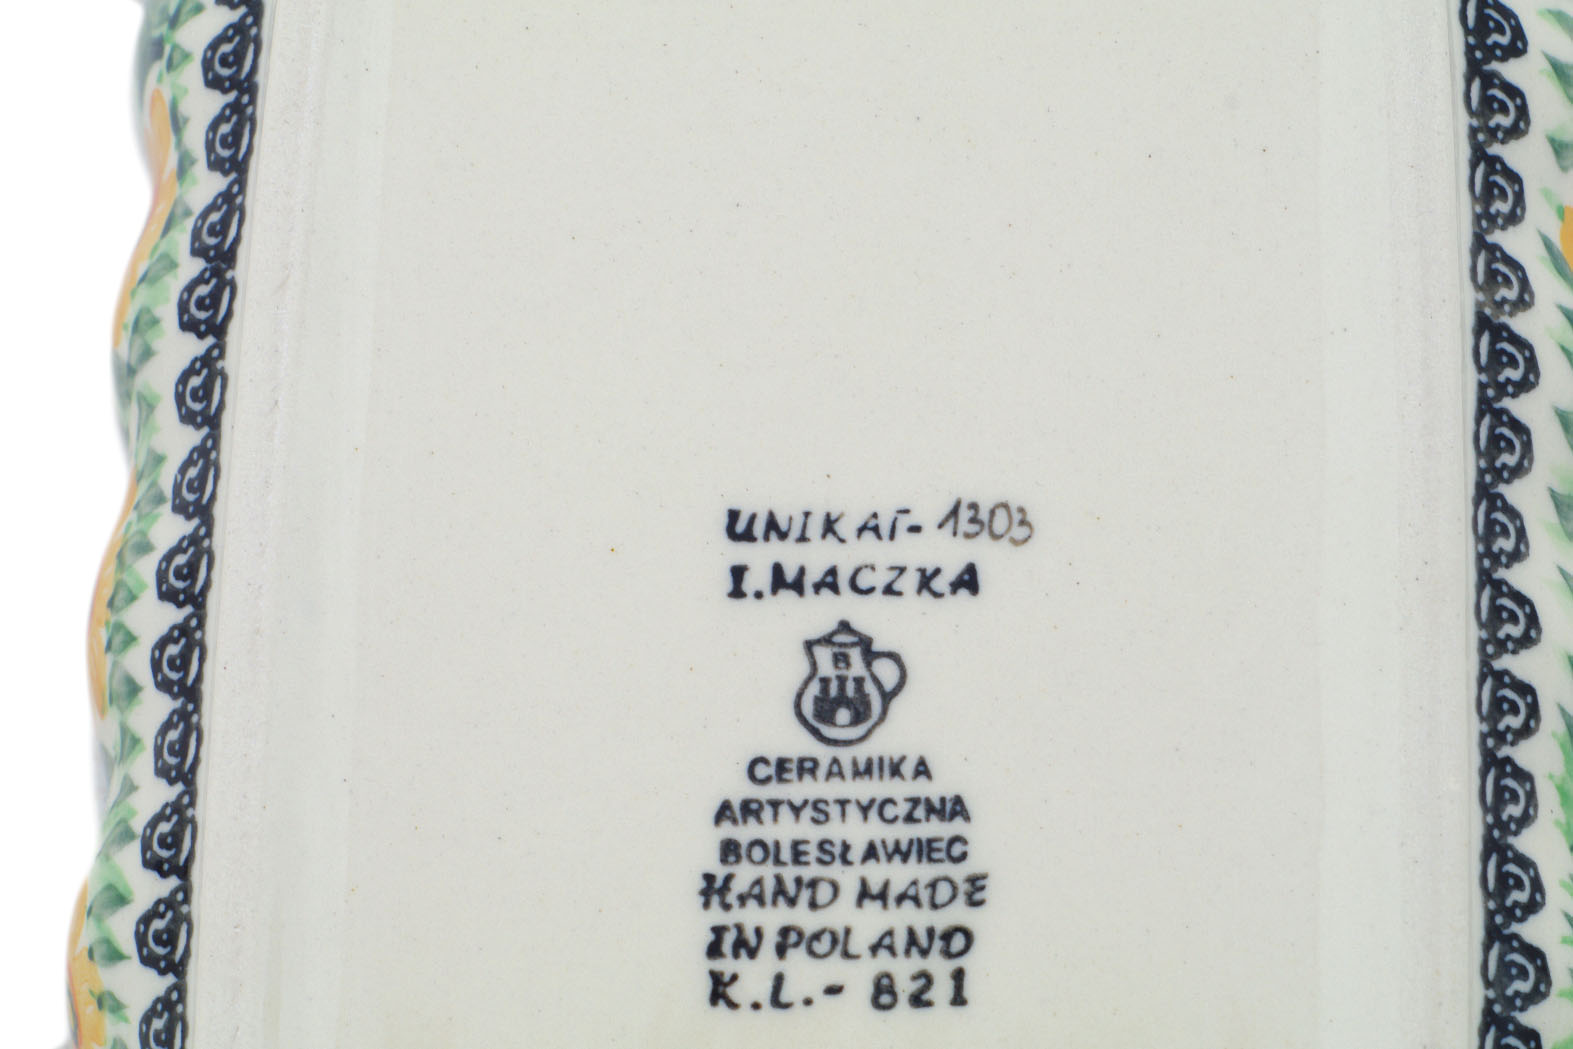 UNIKAT-1303
I.MACZKA
B
CERAMIKA
ARTYSTYCZNA
BOLESŁAWIEC
HAND MADE
IN POLAND
K.L.- 821